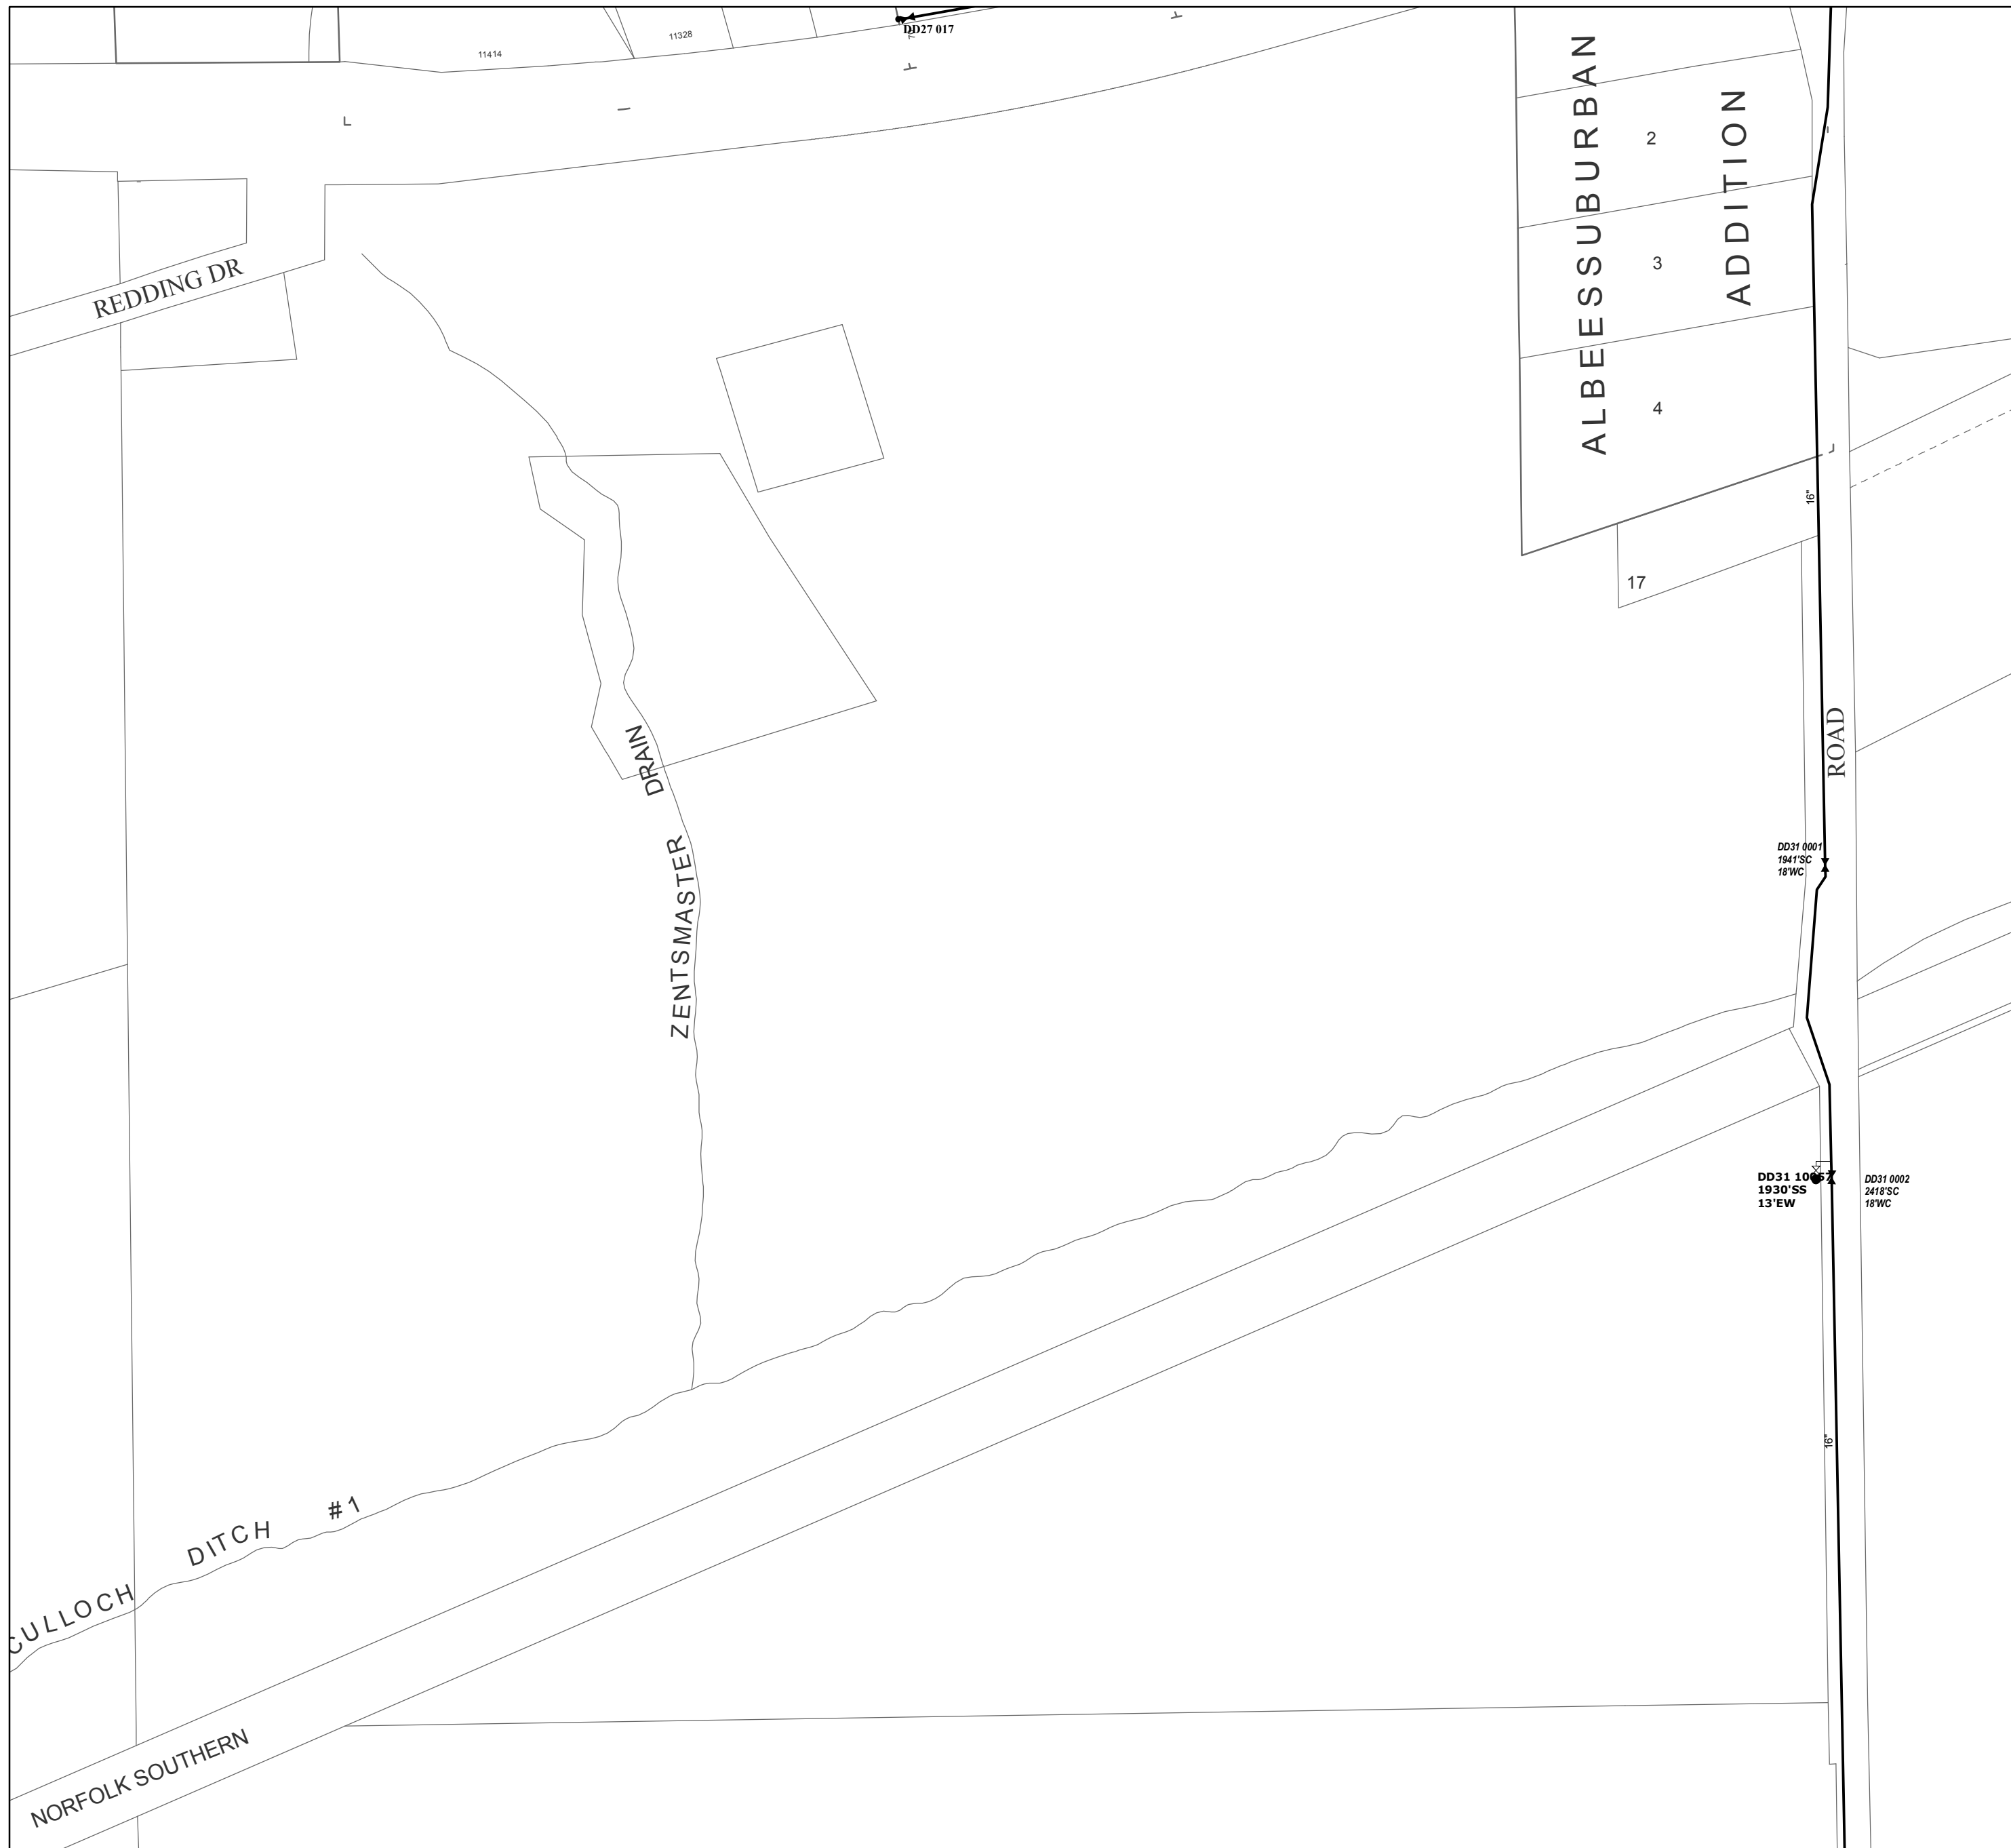 DD27 017
11328
11414
ALBEESSUBURBAN
ADDITION
2
3
4
REDDING DR
16"
17
DRAIN
ROAD
ZENTSMASTER
DD31 0001
1941'SC
18'WC
DD31 0002
2418'SC
18'WC
1930'SS
13'EW
16"
DITCH #1
CULLOCH
NORFOLK SOUTHERN